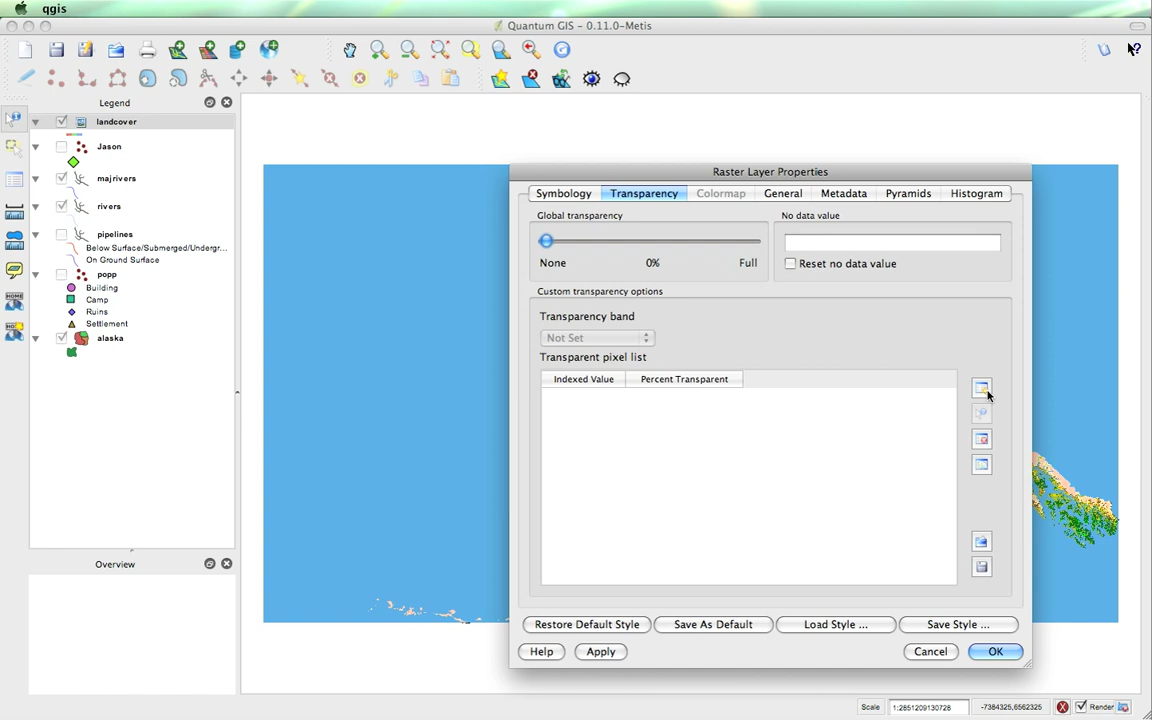 qgis
Quantum GIS - 0.11.0-Metis
Legend
landcover
Jason
majrivers
rivers
pipelines
Below Surface/Submerged/Undergr...
On Ground Surface
popp
Building
Camp
Ruins
Settlement
alaska
Overview
Raster Layer Properties
Symbology Transparency Colormap General Metadata Pyramids Histogram
Global transparency
None 0% Full
No data value
Reset no data value
Custom transparency options
Transparency band
Not Set
Transparent pixel list
Indexed Value Percent Transparent
Restore Default Style Save As Default Load Style ... Save Style ...
Help Apply Cancel OK
Scale 1:2851209130728 -7384325,6562325 Render